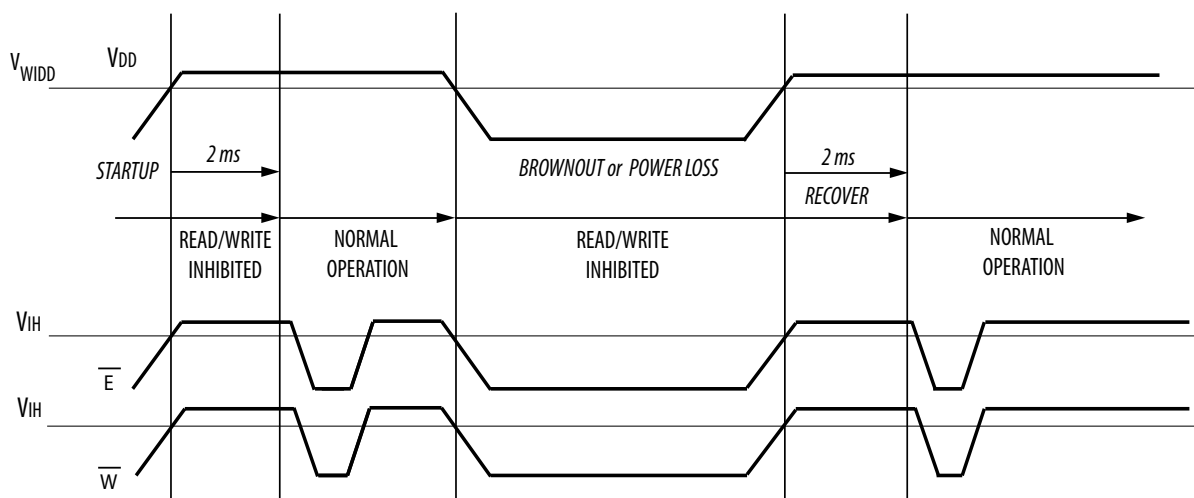 VWIDD
VDD
STARTUP
2 ms
BROWNOUT or POWER LOSS
2 ms
RECOVER
READ/WRITE
INHIBITED
NORMAL
OPERATION
READ/WRITE
INHIBITED
NORMAL
OPERATION
VIH
E
VIH
W